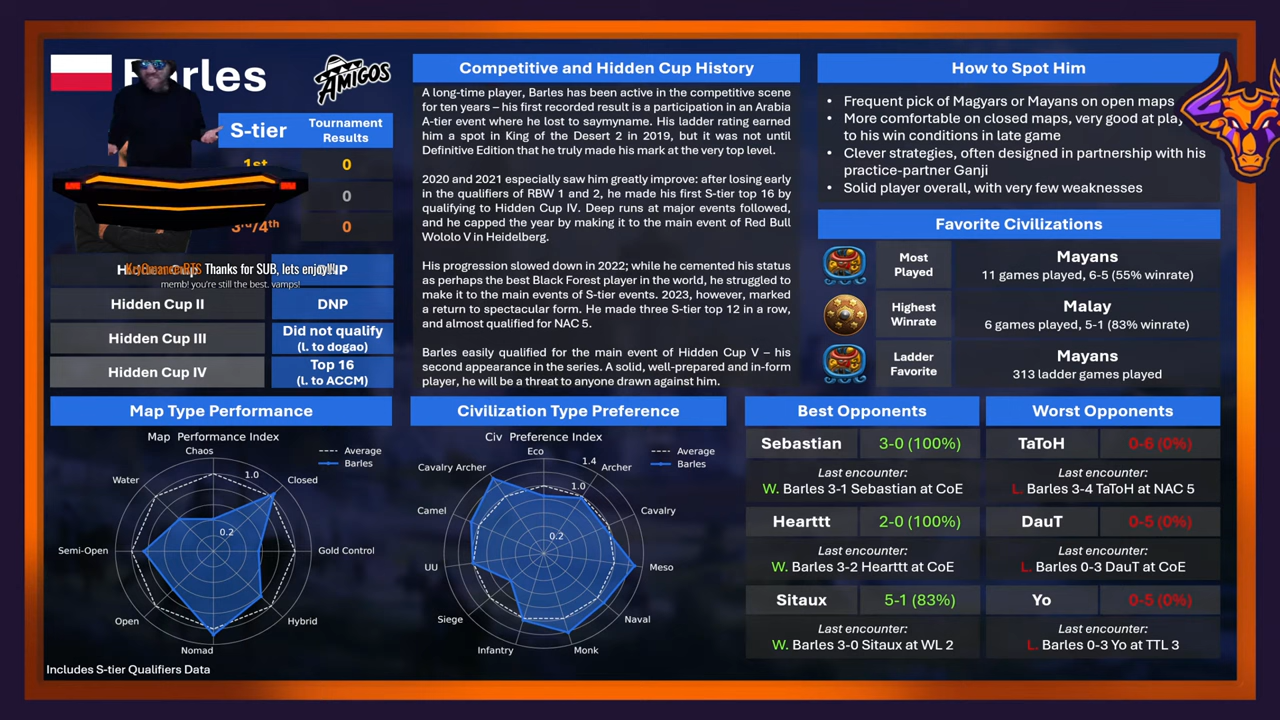 Barles
AMIGOS
S-tier
Tournament
Results
1st
0
0
3rd/4th
0
Thanks for SUB, lets enjoy!!!
memb! you're still the best. vamps!
Hidden Cup II
DNP
Hidden Cup III
Did not qualify
(l. to dogao)
Hidden Cup IV
Top 16
(l. to ACCM)
Competitive and Hidden Cup History
A long-time player, Barles has been active in the competitive scene
for ten years – his first recorded result is a participation in an Arabia
A-tier event where he lost to saymyname. His ladder rating earned
him a spot in King of the Desert 2 in 2019, but it was not until
Definitive Edition that he truly made his mark at the very top level.
2020 and 2021 especially saw him greatly improve: after losing early
in the qualifiers of RBW 1 and 2, he made his first S-tier top 16 by
qualifying to Hidden Cup IV. Deep runs at major events followed,
and he capped the year by making it to the main event of Red Bull
Wololo V in Heidelberg.
His progression slowed down in 2022; while he cemented his status
as perhaps the best Black Forest player in the world, he struggled to
make it to the main events of S-tier events. 2023, however, marked
a return to spectacular form. He made three S-tier top 12 in a row,
and almost qualified for NAC 5.
Barles easily qualified for the main event of Hidden Cup V – his
second appearance in the series. A solid, well-prepared and in-form
player, he will be a threat to anyone drawn against him.
How to Spot Him
• Frequent pick of Magyars or Mayans on open maps
• More comfortable on closed maps, very good at
to his win conditions in late game
• Clever strategies, often designed in partnership with his
practice-partner Ganji
• Solid player overall, with very few weaknesses
Favorite Civilizations
Most
Played
Mayans
11 games played, 6-5 (55% winrate)
Highest
Winrate
Malay
6 games played, 5-1 (83% winrate)
Ladder
Favorite
Mayans
313 ladder games played
Map Type Performance
Map Performance Index
Average
Barles
Chaos
Closed
Gold Control
Hybrid
Nomad
Open
Semi-Open
Water
1.0
0.2
Includes S-tier Qualifiers Data
Civilization Type Preference
Civ Preference Index
Average
Barles
Eco
Archer
Cavalry
Meso
Naval
Monk
Infantry
Siege
UU
Camel
Cavalry Archer
1.4
1.0
0.2
Best Opponents
Sebastian
3-0 (100%)
Last encounter:
W. Barles 3-1 Sebastian at CoE
Hearttt
2-0 (100%)
Last encounter:
W. Barles 3-2 Hearttt at CoE
Sitaux
5-1 (83%)
Last encounter:
W. Barles 3-0 Sitaux at WL 2
Worst Opponents
TaToH
0-6 (0%)
Last encounter:
L. Barles 3-4 TaToH at NAC 5
DauT
0-5 (0%)
Last encounter:
L. Barles 0-3 DauT at CoE
Yo
0-5 (0%)
Last encounter:
L. Barles 0-3 Yo at TTL 3